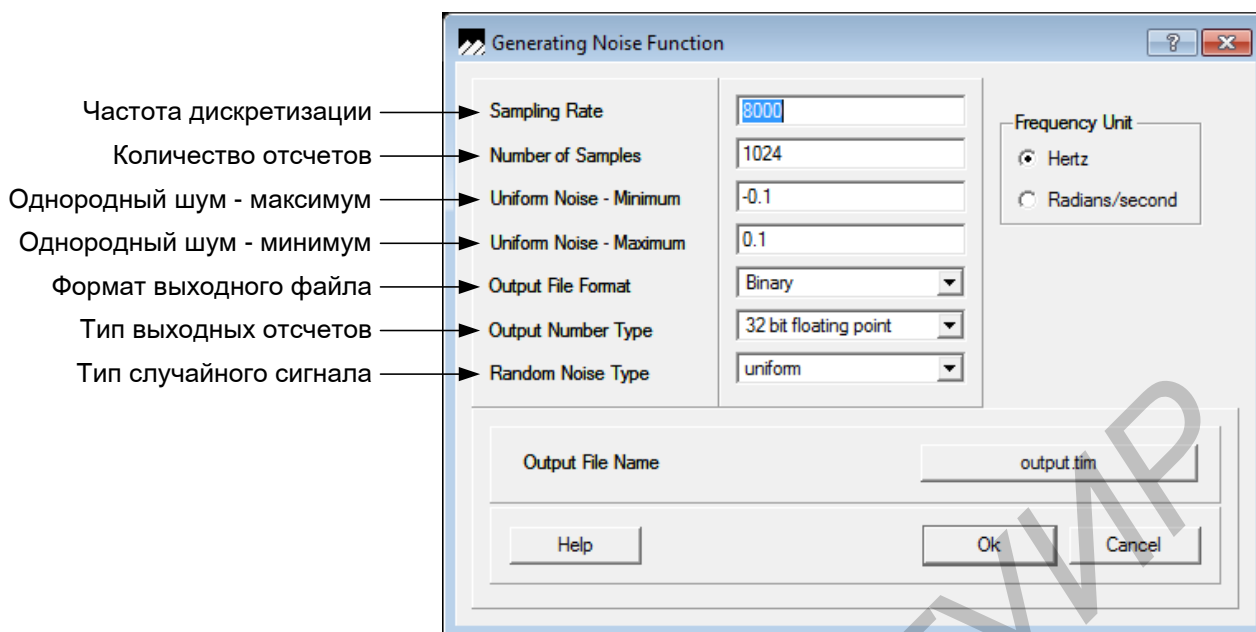 Generating Noise Function
Частота дискретизации Sampling Rate 8000
Количество отсчетов Number of Samples 1024
Однородный шум - максимум Uniform Noise - Minimum -0.1
Однородный шум - минимум Uniform Noise - Maximum 0.1
Формат выходного файла Output File Format Binary
Тип выходных отсчетов Output Number Type 32 bit floating point
Тип случайного сигнала Random Noise Type uniform
Frequency Unit
Hertz
Radians/second
Output File Name output.tim
Help Ok Cancel
ГУИР